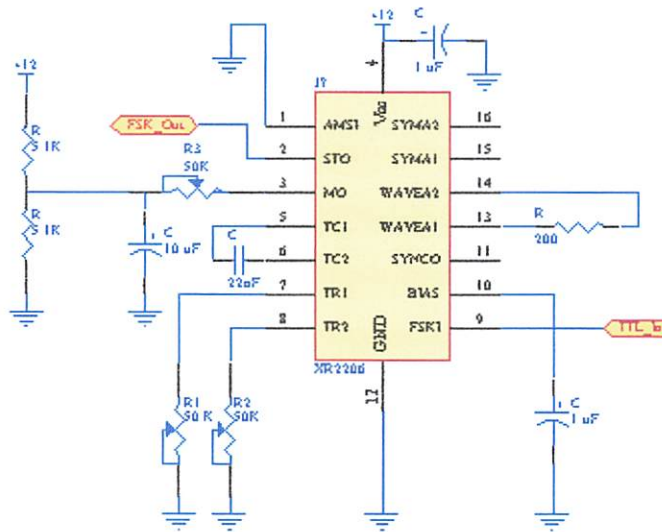 +12
C
1 uF
+12
4
J?
Vcc
1
AMSI
SYMA2
16
FSK_Out
2
STO
SYMA1
15
R
5.1K
R3
50K
3
MO
WAVEA2
14
R
5.1K
C
10 uF
C
22nF
5
TC1
WAVEA1
13
R
200
6
TC2
SYNCO
11
7
TR1
BIAS
10
8
TR2
FSKI
9
GND
XR2206
12
R1
50K
R2
50K
C
1 uF